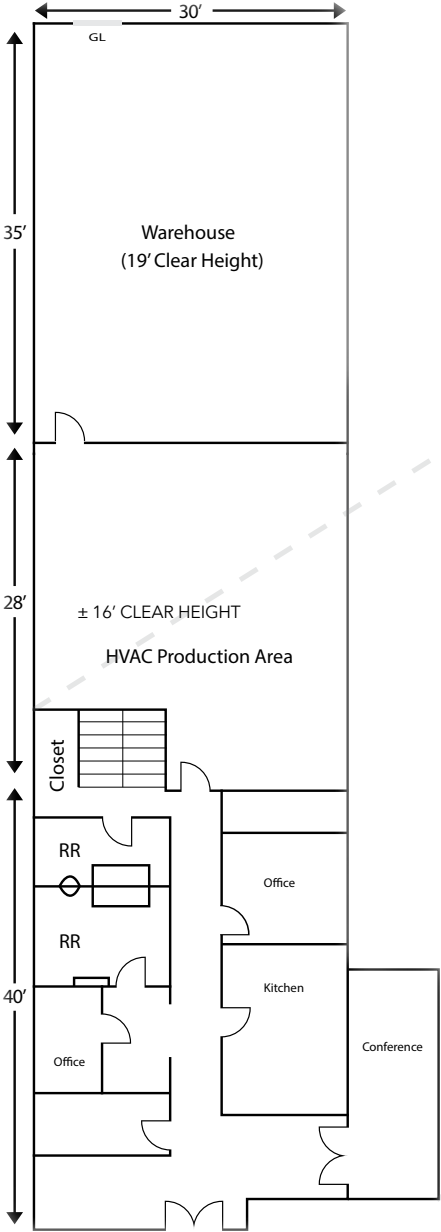 30’
GL
35’
Warehouse
(19’ Clear Height)
28’
± 16’ CLEAR HEIGHT
HVAC Production Area
Closet
RR
Office
RR
Kitchen
40’
Conference
Office